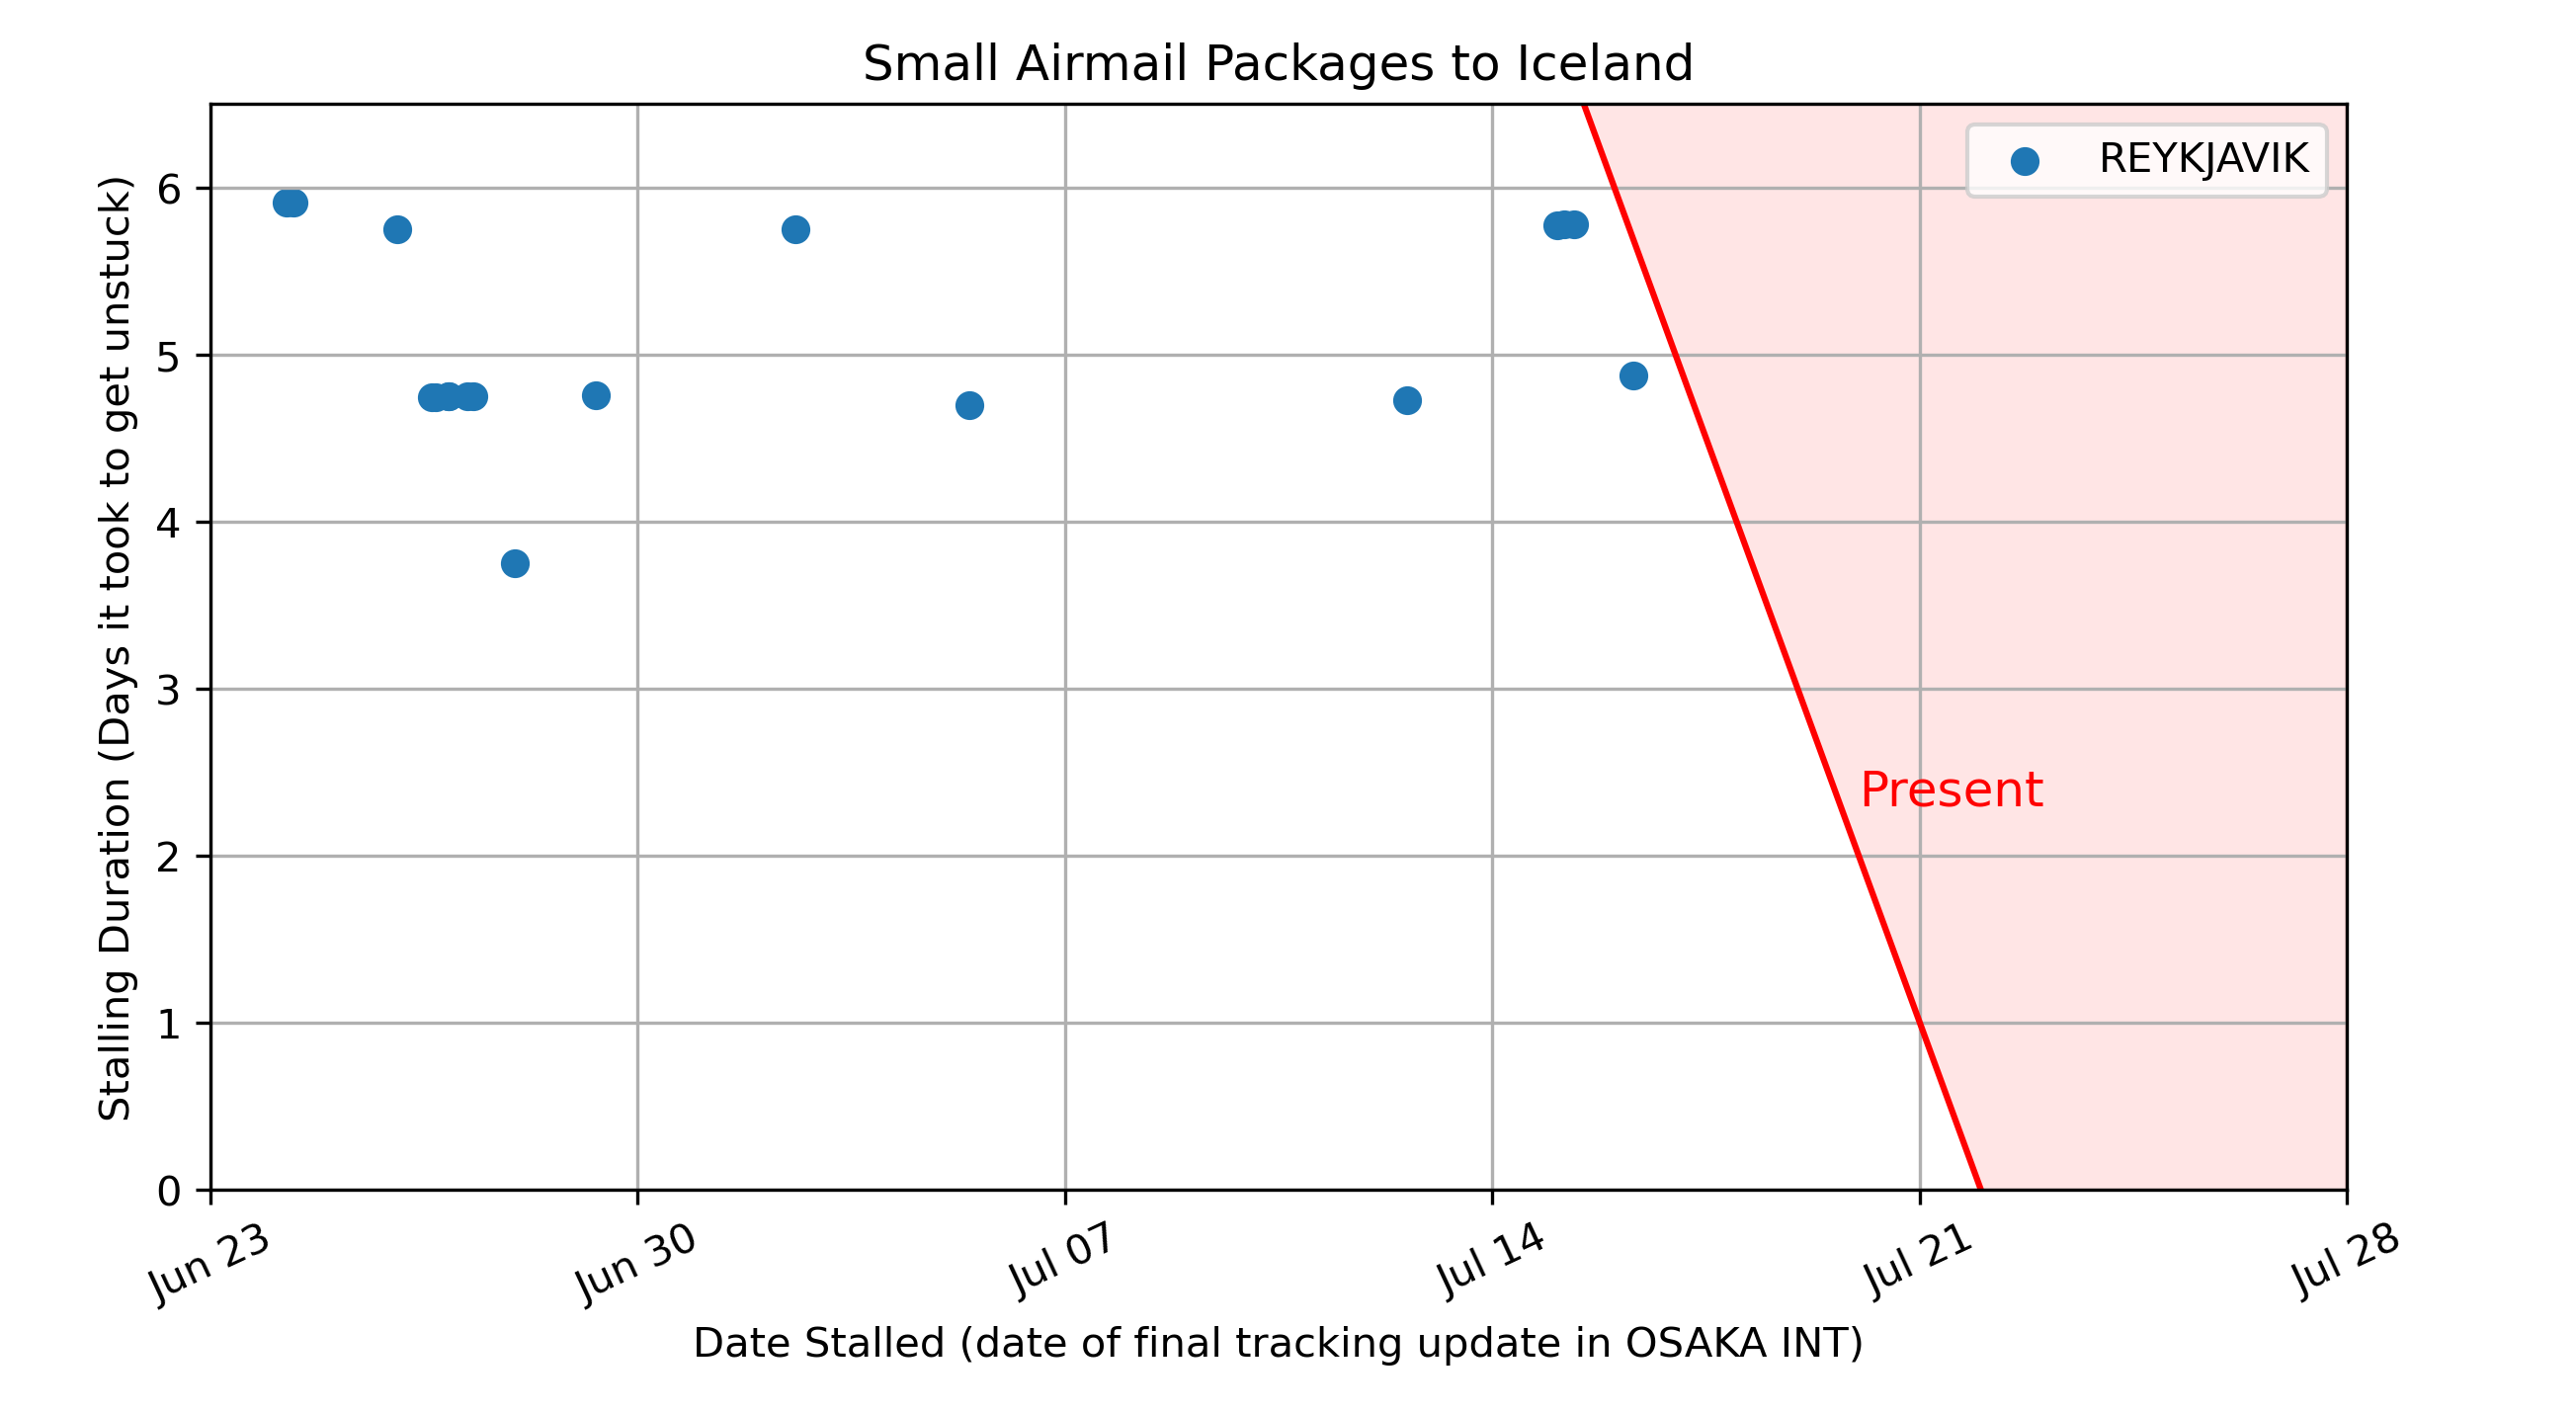 Small Airmail Packages to Iceland
REYKJAVIK
Stalling Duration (Days it took to get unstuck)
6
5
4
3
2
1
0
Present
Jun 23
Jun 30
Jul 07
Jul 14
Jul 21
Jul 28
Date Stalled (date of final tracking update in OSAKA INT)